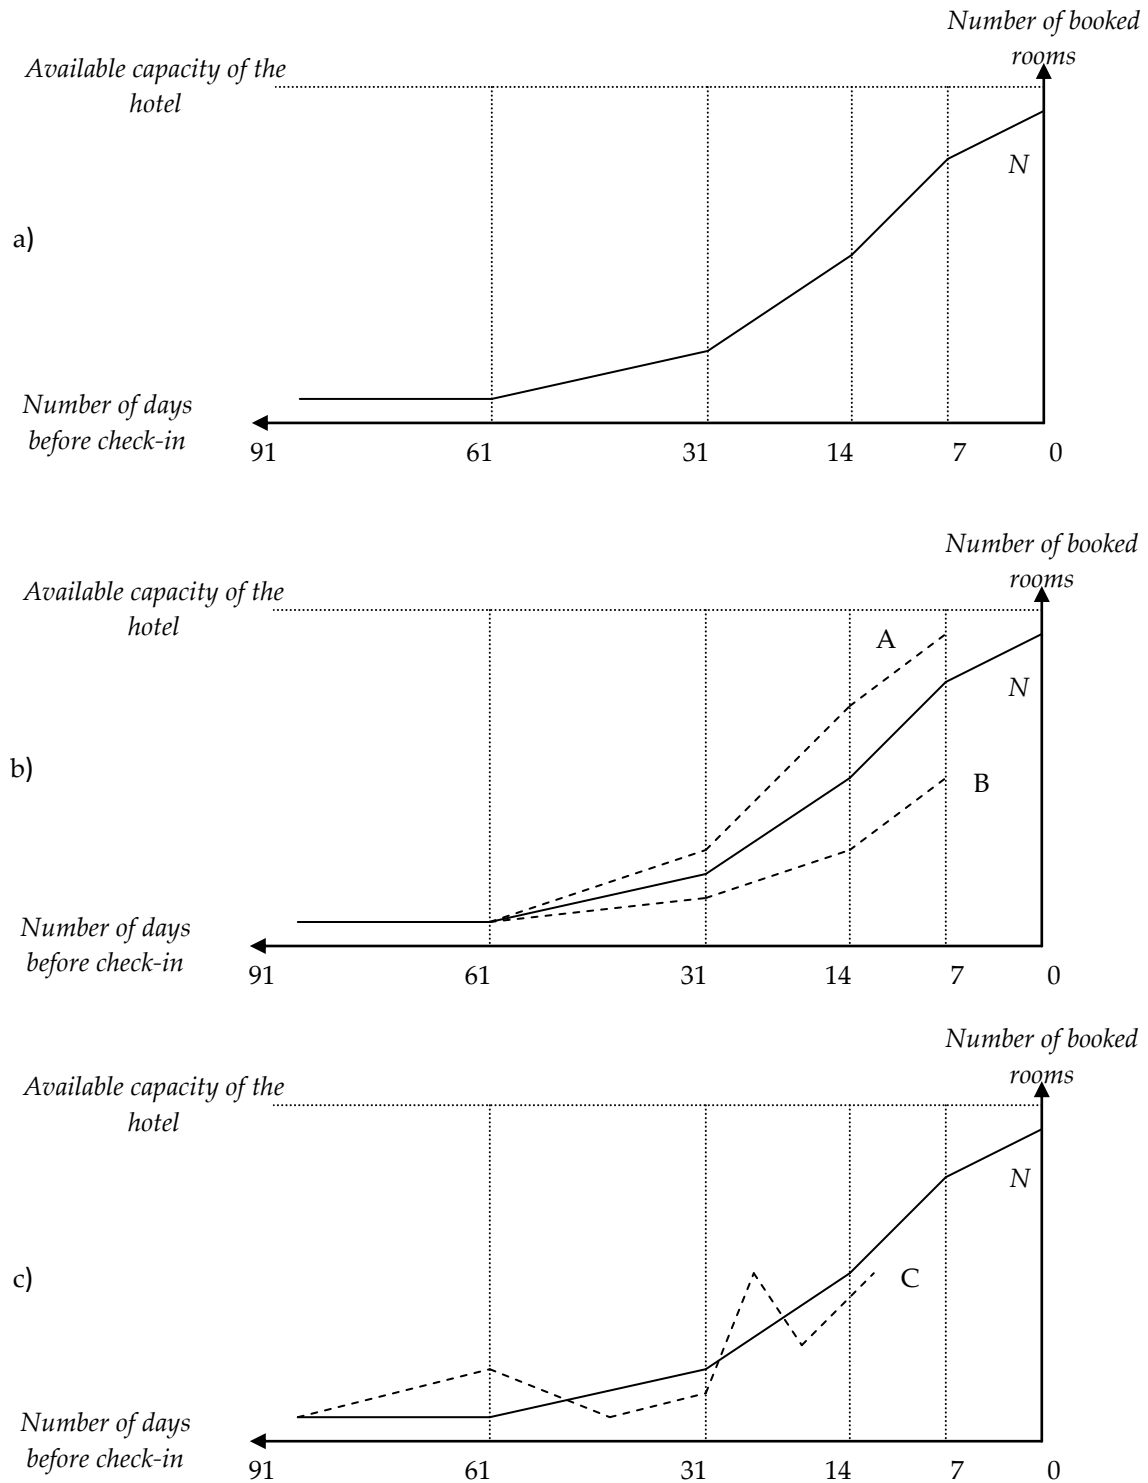 Number of booked
rooms
Available capacity of the
hotel
N
a)
Number of days
before check-in
91 61 31 14 7 0
Number of booked
rooms
Available capacity of the
hotel
A
N
b)
B
Number of days
before check-in
91 61 31 14 7 0
Number of booked
rooms
Available capacity of the
hotel
N
c)
C
Number of days
before check-in
91 61 31 14 7 0